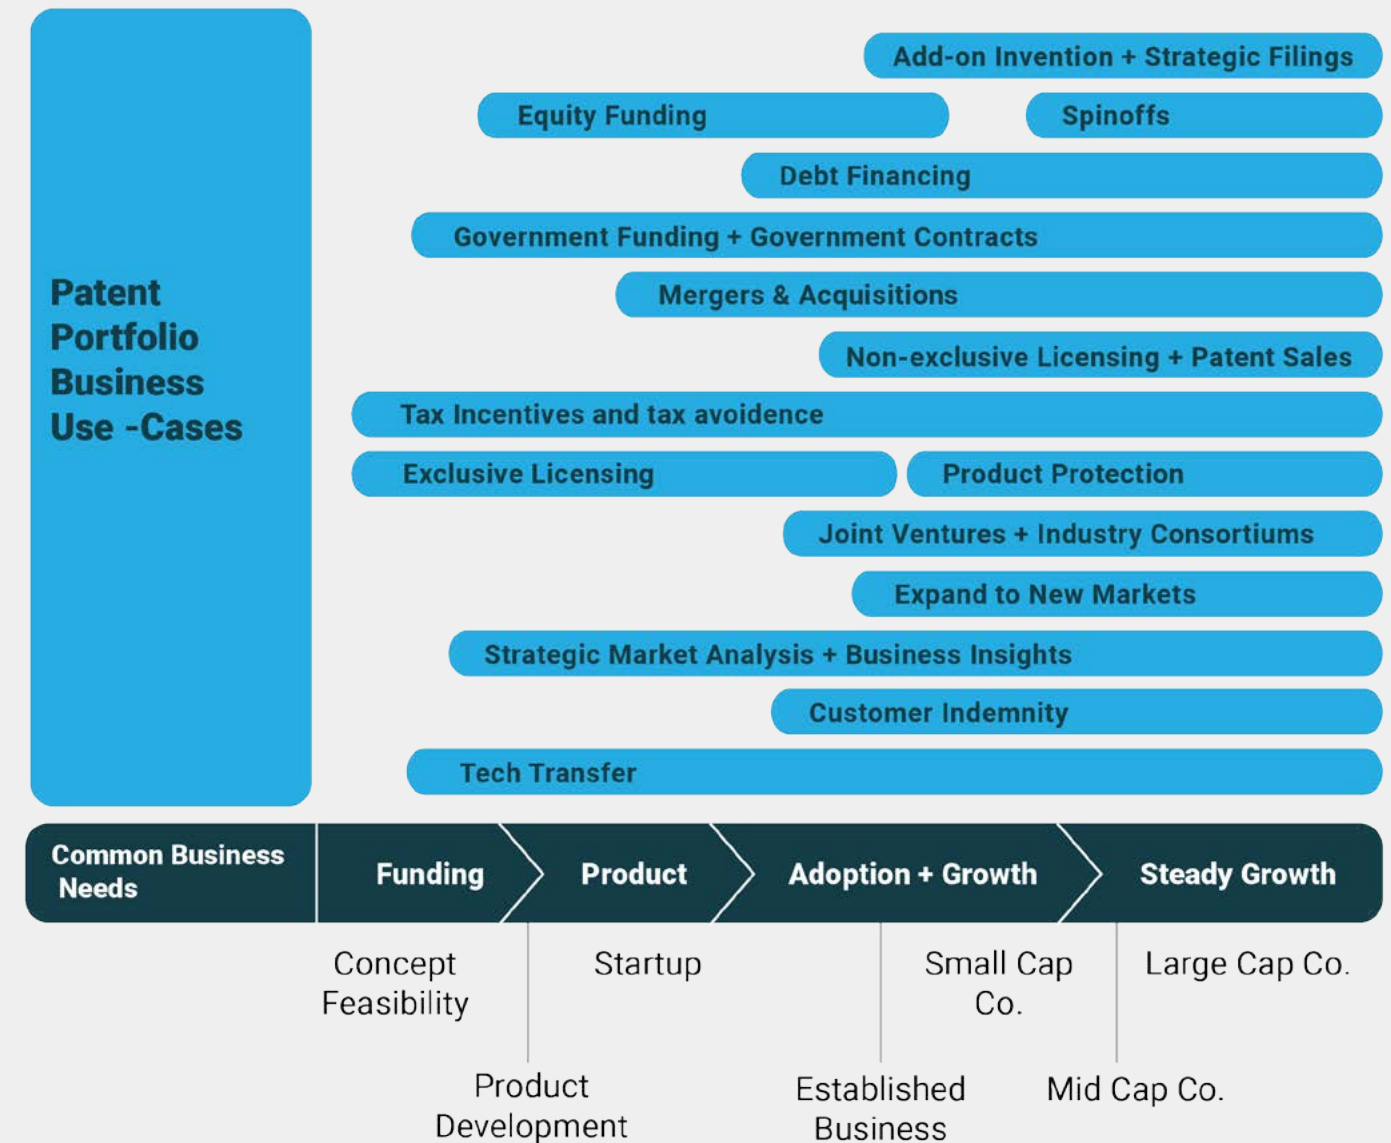 Add-on Invention + Strategic Filings
Equity Funding
Spinoffs
Debt Financing
Government Funding + Government Contracts
Mergers & Acquisitions
Non-exclusive Licensing + Patent Sales
Tax Incentives and tax avoidence
Exclusive Licensing
Product Protection
Joint Ventures + Industry Consortiums
Expand to New Markets
Strategic Market Analysis + Business Insights
Customer Indemnity
Tech Transfer
Patent
Portfolio
Business
Use -Cases
Common Business
Needs
Funding
Product
Adoption + Growth
Steady Growth
Concept
Feasibility
Startup
Small Cap
Co.
Large Cap Co.
Product
Development
Established
Business
Mid Cap Co.